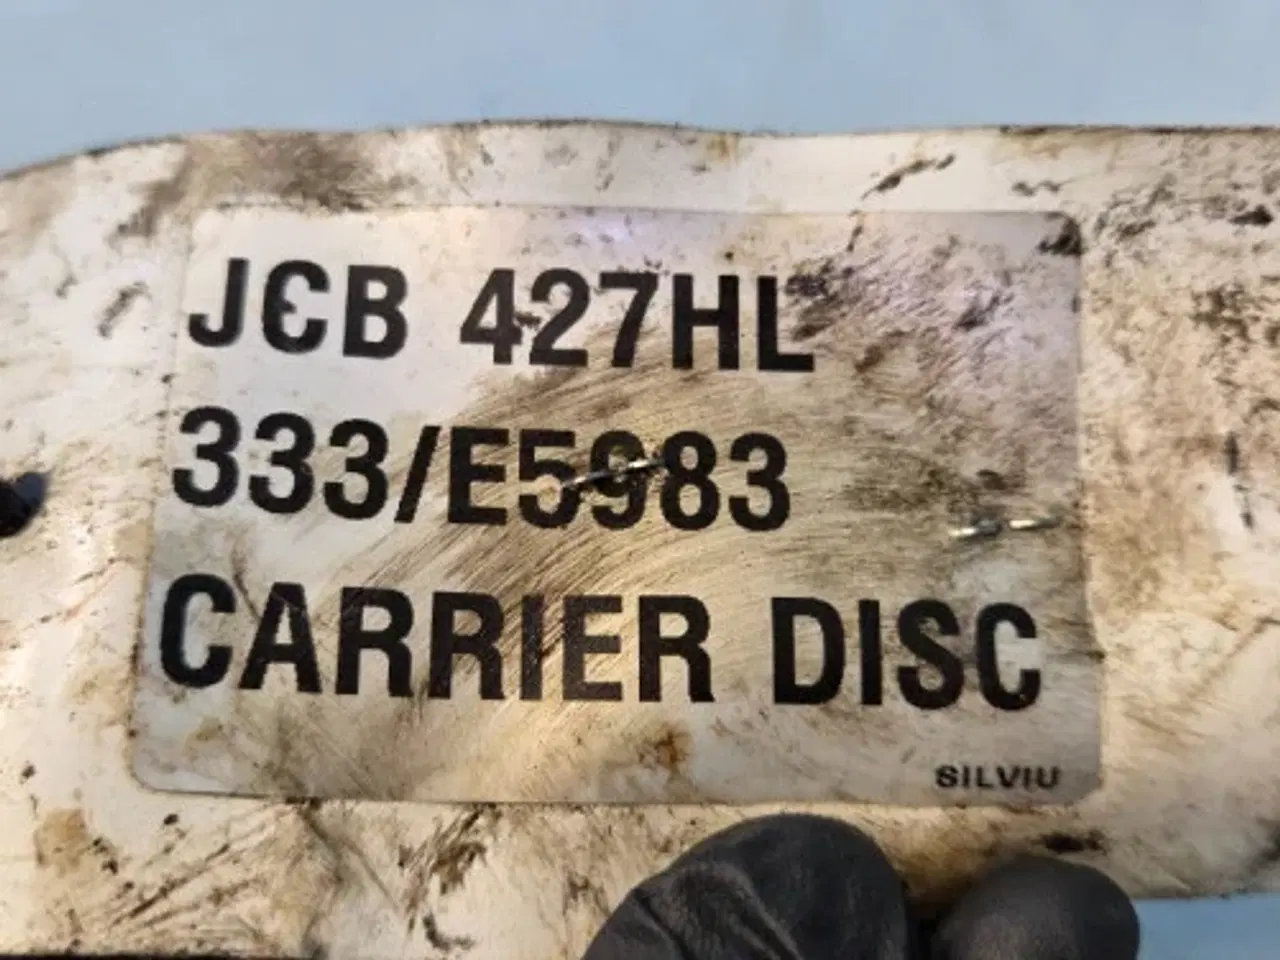 JCB 427HL
333/E5983
CARRIER DISC
SILVIU